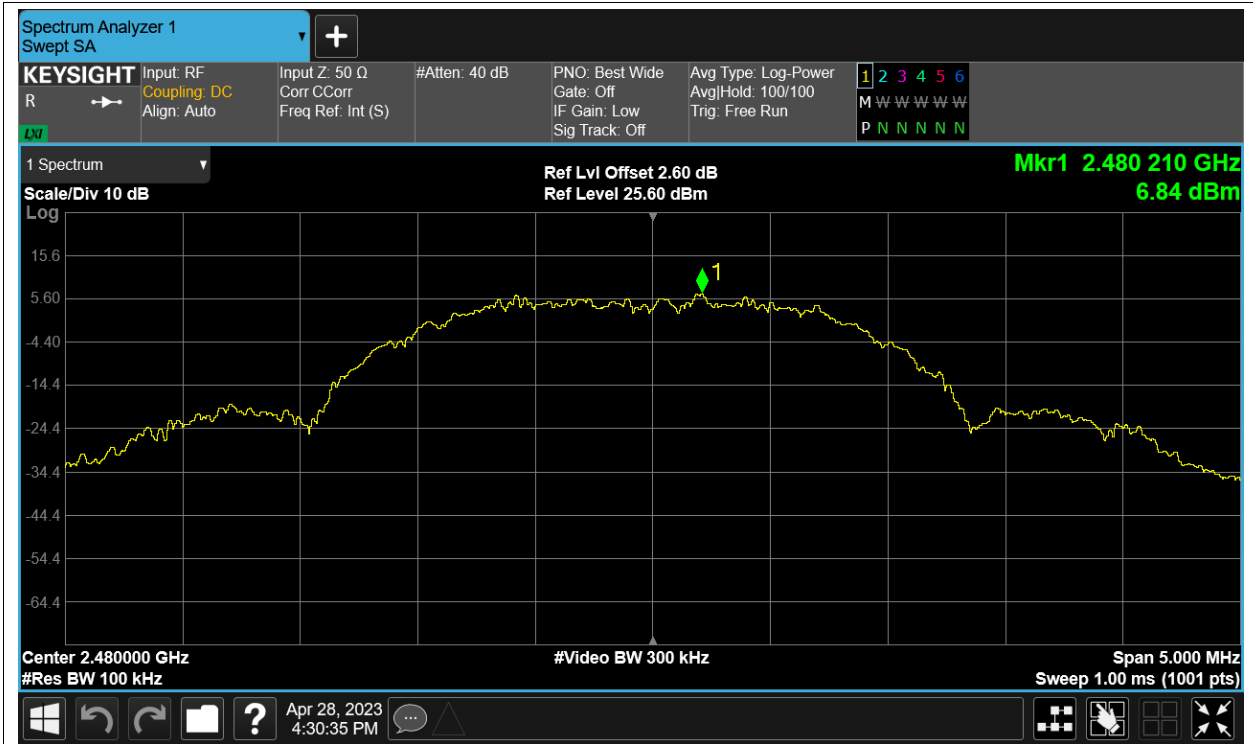 Spectrum Analyzer 1
Swept SA
KEYSIGHT
R
LXI
Input: RF
Coupling: DC
Align: Auto
Input Z: 50 Ω
Corr CCorr
Freq Ref: Int (S)
#Atten: 40 dB
PNO: Best Wide
Gate: Off
IF Gain: Low
Sig Track: Off
Avg Type: Log-Power
Avg|Hold: 100/100
Trig: Free Run
1 2 3 4 5 6
M W W W W W
P N N N N N
1 Spectrum
Scale/Div 10 dB
Log
Ref Lvl Offset 2.60 dB
Ref Level 25.60 dBm
Mkr1 2.480 210 GHz
6.84 dBm
1
15.6
5.60
-4.40
-14.4
-24.4
-34.4
-44.4
-54.4
-64.4
Center 2.480000 GHz
#Video BW 300 kHz
Span 5.000 MHz
#Res BW 100 kHz
Sweep 1.00 ms (1001 pts)
?
Apr 28, 2023
4:30:35 PM